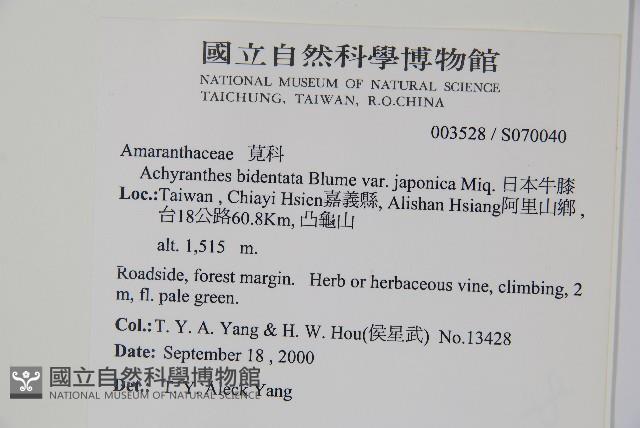 國立自然科學博物館
NATIONAL MUSEUM OF NATURAL SCIENCE
TAICHUNG, TAIWAN, R.O.CHINA
003528 / S070040
Amaranthaceae 莧科
Achyranthes bidentata Blume var. japonica Miq. 日本牛膝
Loc.:Taiwan , Chiayi Hsien嘉義縣, Alishan Hsiang阿里山鄉 ,
台18公路60.8Km, 凸龜山
alt. 1,515 m.
Roadside, forest margin. Herb or herbaceous vine, climbing, 2
m, fl. pale green.
Col.: T. Y. A. Yang & H. W. Hou(侯星武) No.13428
Date: September 18 , 2000
Det.: T. Y. Aleck Yang
國立自然科學博物館
NATIONAL MUSEUM OF NATURAL SCIENCE